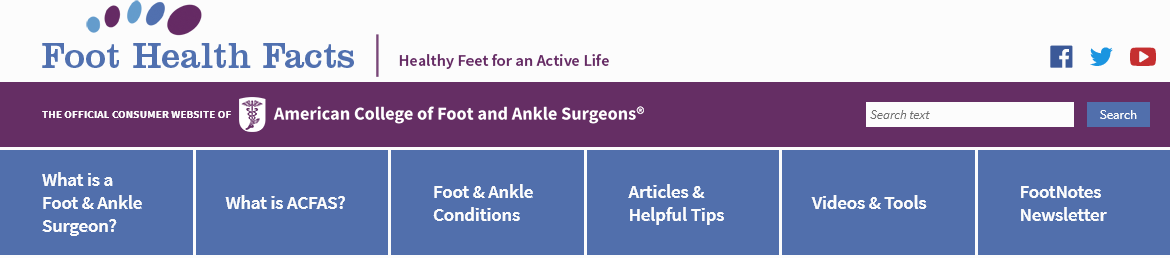 Foot Health Facts
Healthy Feet for an Active Life
THE OFFICIAL CONSUMER WEBSITE OF
American College of Foot and Ankle Surgeons®
Search text
Search
What is a
Foot & Ankle
Surgeon?
What is ACFAS?
Foot & Ankle
Conditions
Articles &
Helpful Tips
Videos & Tools
FootNotes
Newsletter